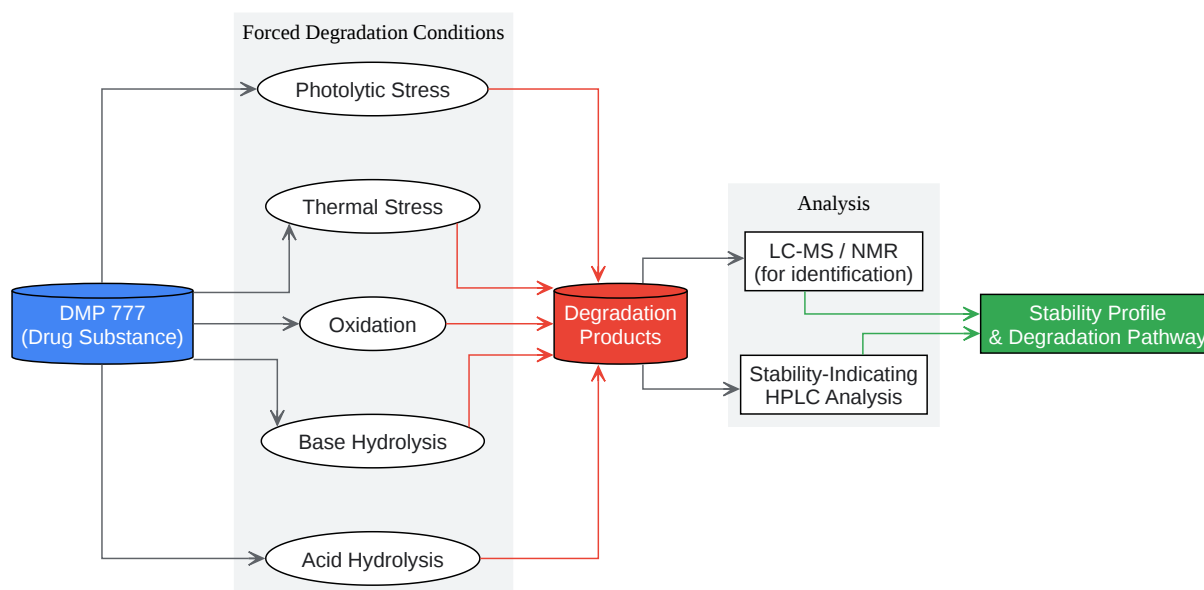 Forced Degradation Conditions
Photolytic Stress
Thermal Stress
DMP 777
(Drug Substance)
Oxidation
Base Hydrolysis
Acid Hydrolysis
Degradation
Products
Analysis
LC-MS / NMR
(for identification)
Stability-Indicating
HPLC Analysis
Stability Profile
& Degradation Pathway